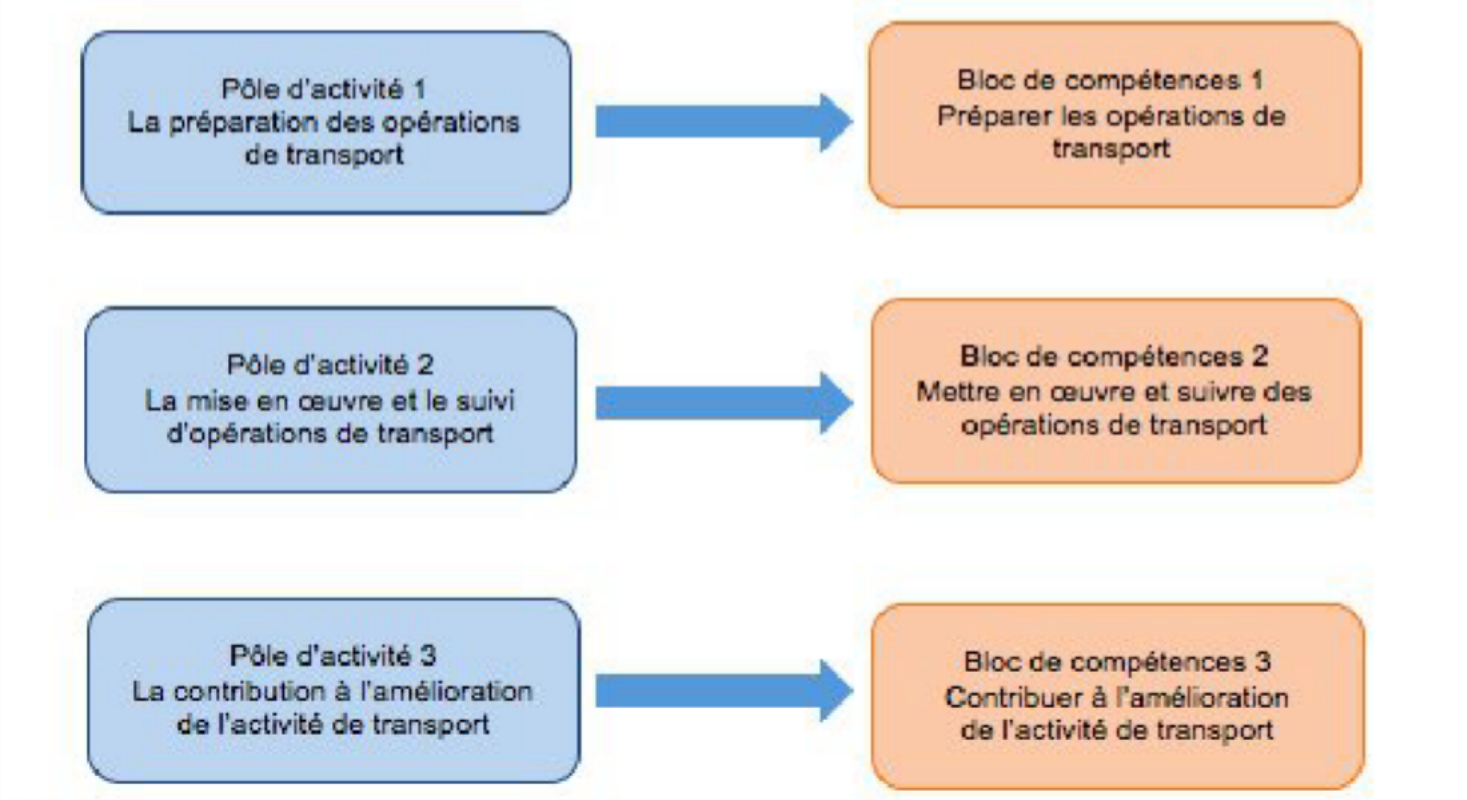 Pôle d'activité 1
La préparation des opérations
de transport
Bloc de compétences 1
Préparer les opérations de
transport
Pôle d'activité 2
La mise en œuvre et le suivi
d'opérations de transport
Bloc de compétences 2
Mettre en œuvre et suivre des
opérations de transport
Pôle d'activité 3
La contribution à l'amélioration
de l'activité de transport
Bloc de compétences 3
Contribuer à l'amélioration
de l'activité de transport